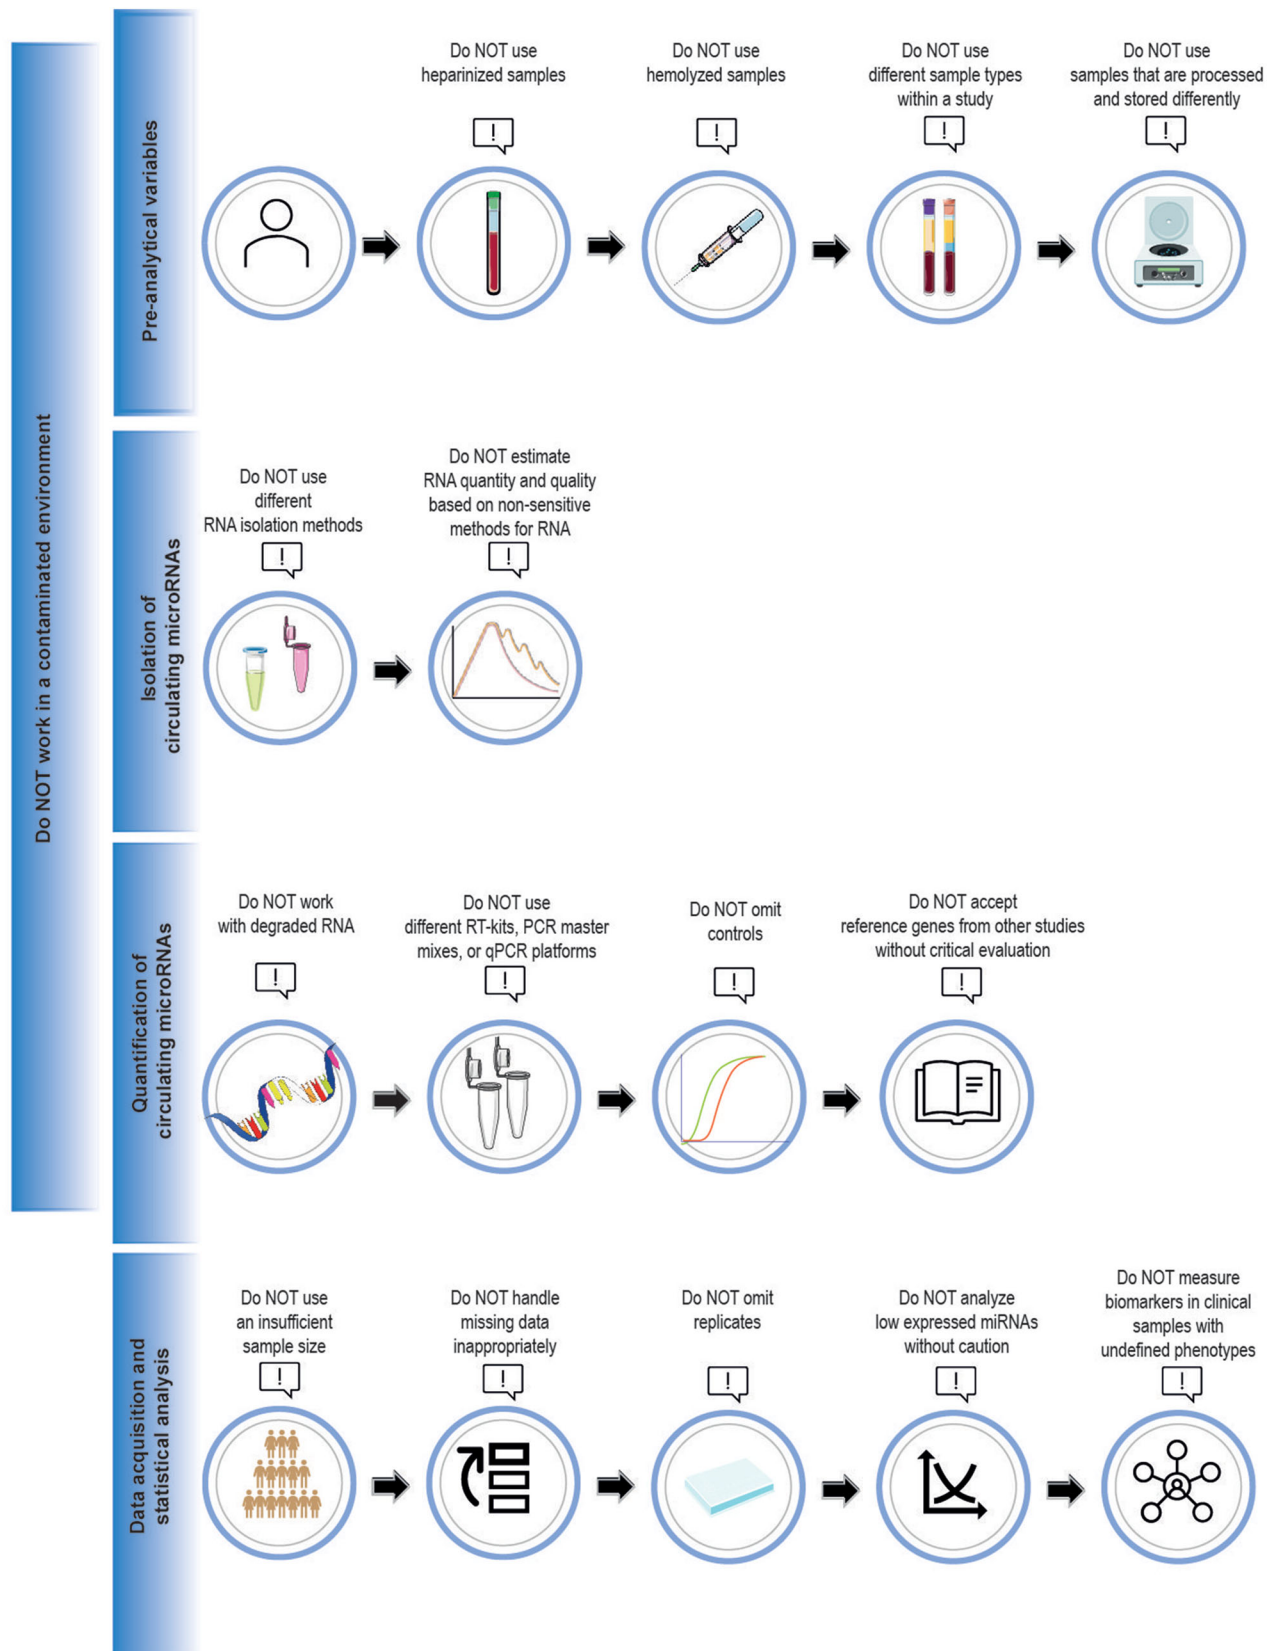 Do NOT work in a contaminated environment
Pre-analytical variables
Do NOT use
heparinized samples
!
Do NOT use
hemolyzed samples
!
Do NOT use
different sample types
within a study
!
Do NOT use
samples that are processed
and stored differently
!
Isolation of
circulating microRNAs
Do NOT use
different
RNA isolation methods
!
Do NOT estimate
RNA quantity and quality
based on non-sensitive
methods for RNA
!
Quantification of
circulating microRNAs
Do NOT work
with degraded RNA
!
Do NOT use
different RT-kits, PCR master
mixes, or qPCR platforms
!
Do NOT omit
controls
!
Do NOT accept
reference genes from other studies
without critical evaluation
!
Data acquisition and
statistical analysis
Do NOT use
an insufficient
sample size
!
Do NOT handle
missing data
inappropriately
!
Do NOT omit
replicates
!
Do NOT analyze
low expressed miRNAs
without caution
!
Do NOT measure
biomarkers in clinical
samples with
undefined phenotypes
!